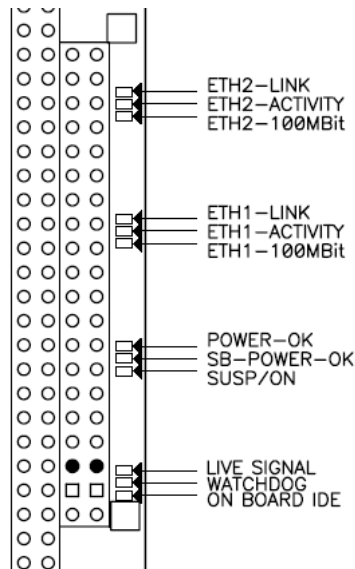 ETH2-LINK
ETH2-ACTIVITY
ETH2-100MBit
ETH1-LINK
ETH1-ACTIVITY
ETH1-100MBit
POWER-OK
SB-POWER-OK
SUSP/ON
LIVE SIGNAL
WATCHDOG
ON BOARD IDE